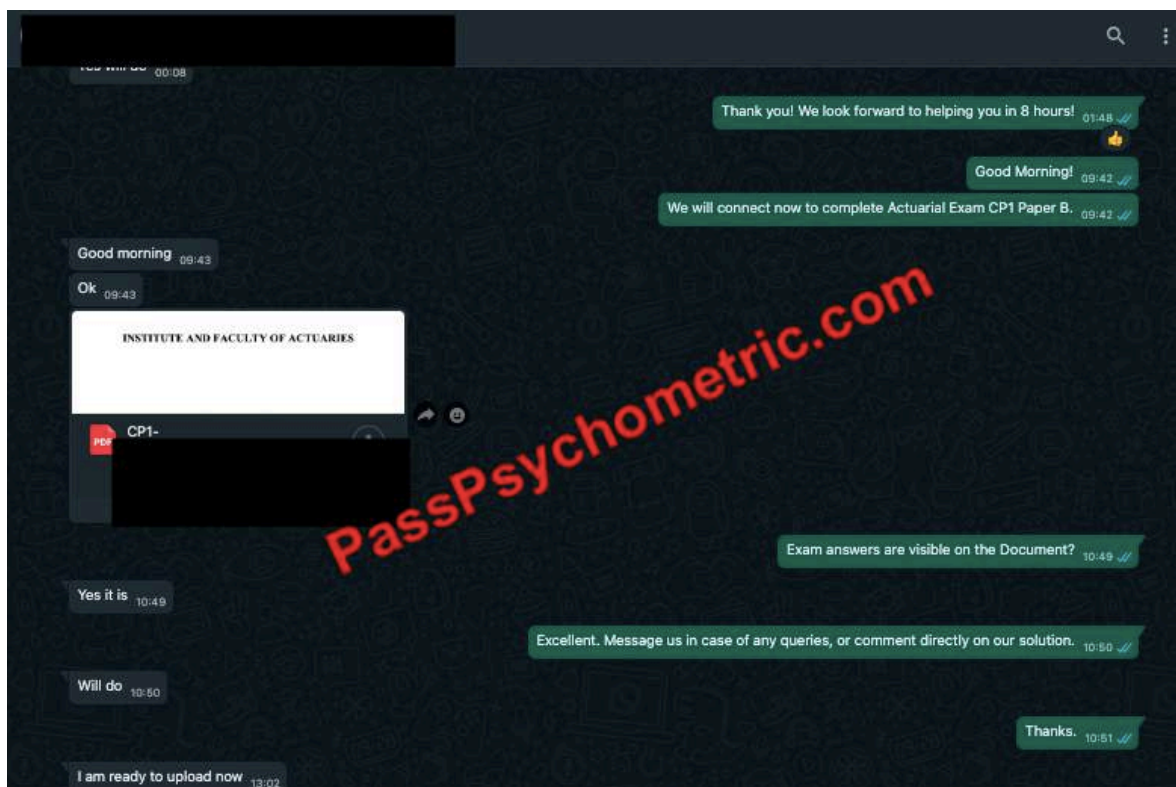 Yes will do 00:08
Thank you! We look forward to helping you in 8 hours! 01:48
Good Morning! 09:42
We will connect now to complete Actuarial Exam CP1 Paper B. 09:42
Good morning 09:43
Ok 09:43
INSTITUTE AND FACULTY OF ACTUARIES
PDF
CP1-
PassPsychometric.com
Exam answers are visible on the Document? 10:49
Yes it is 10:49
Excellent. Message us in case of any queries, or comment directly on our solution. 10:50
Will do 10:50
Thanks. 10:51
I am ready to upload now 13:02